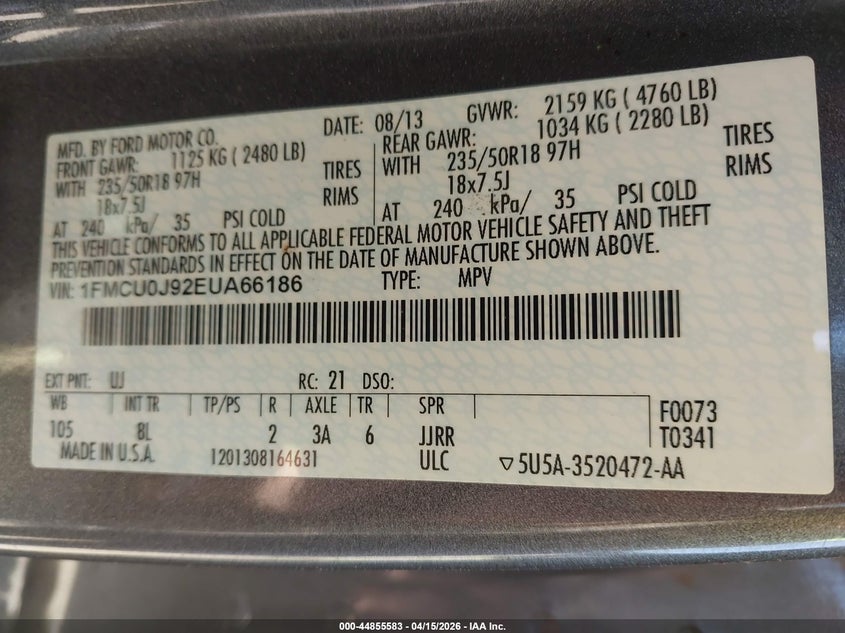 MFD. BY FORD MOTOR CO. DATE: 08/13 GVWR: 2159 KG ( 4760 LB)
FRONT GAWR: 1125 KG ( 2480 LB) REAR GAWR: 1034 KG ( 2280 LB)
WITH 235/50R18 97H TIRES WITH 235/50R18 97H TIRES
18x7.5J RIMS 18x7.5J RIMS
AT 240 kPa/ 35 PSI COLD AT 240 kPa/ 35 PSI COLD
THIS VEHICLE CONFORMS TO ALL APPLICABLE FEDERAL MOTOR VEHICLE SAFETY AND THEFT
PREVENTION STANDARDS IN EFFECT ON THE DATE OF MANUFACTURE SHOWN ABOVE.
VIN: 1FMCU0J92EUA66186 TYPE: MPV
EXT PNT: UJ RC: 21 DSO:
WB INT TR TP/PS R AXLE TR SPR F0073
105 8L 2 3A 6 JJRR T0341
MADE IN U.S.A. 1201308164631 ULC ▽5U5A-3520472-AA
000-44855583 - 04/15/2026 - IAA Inc.